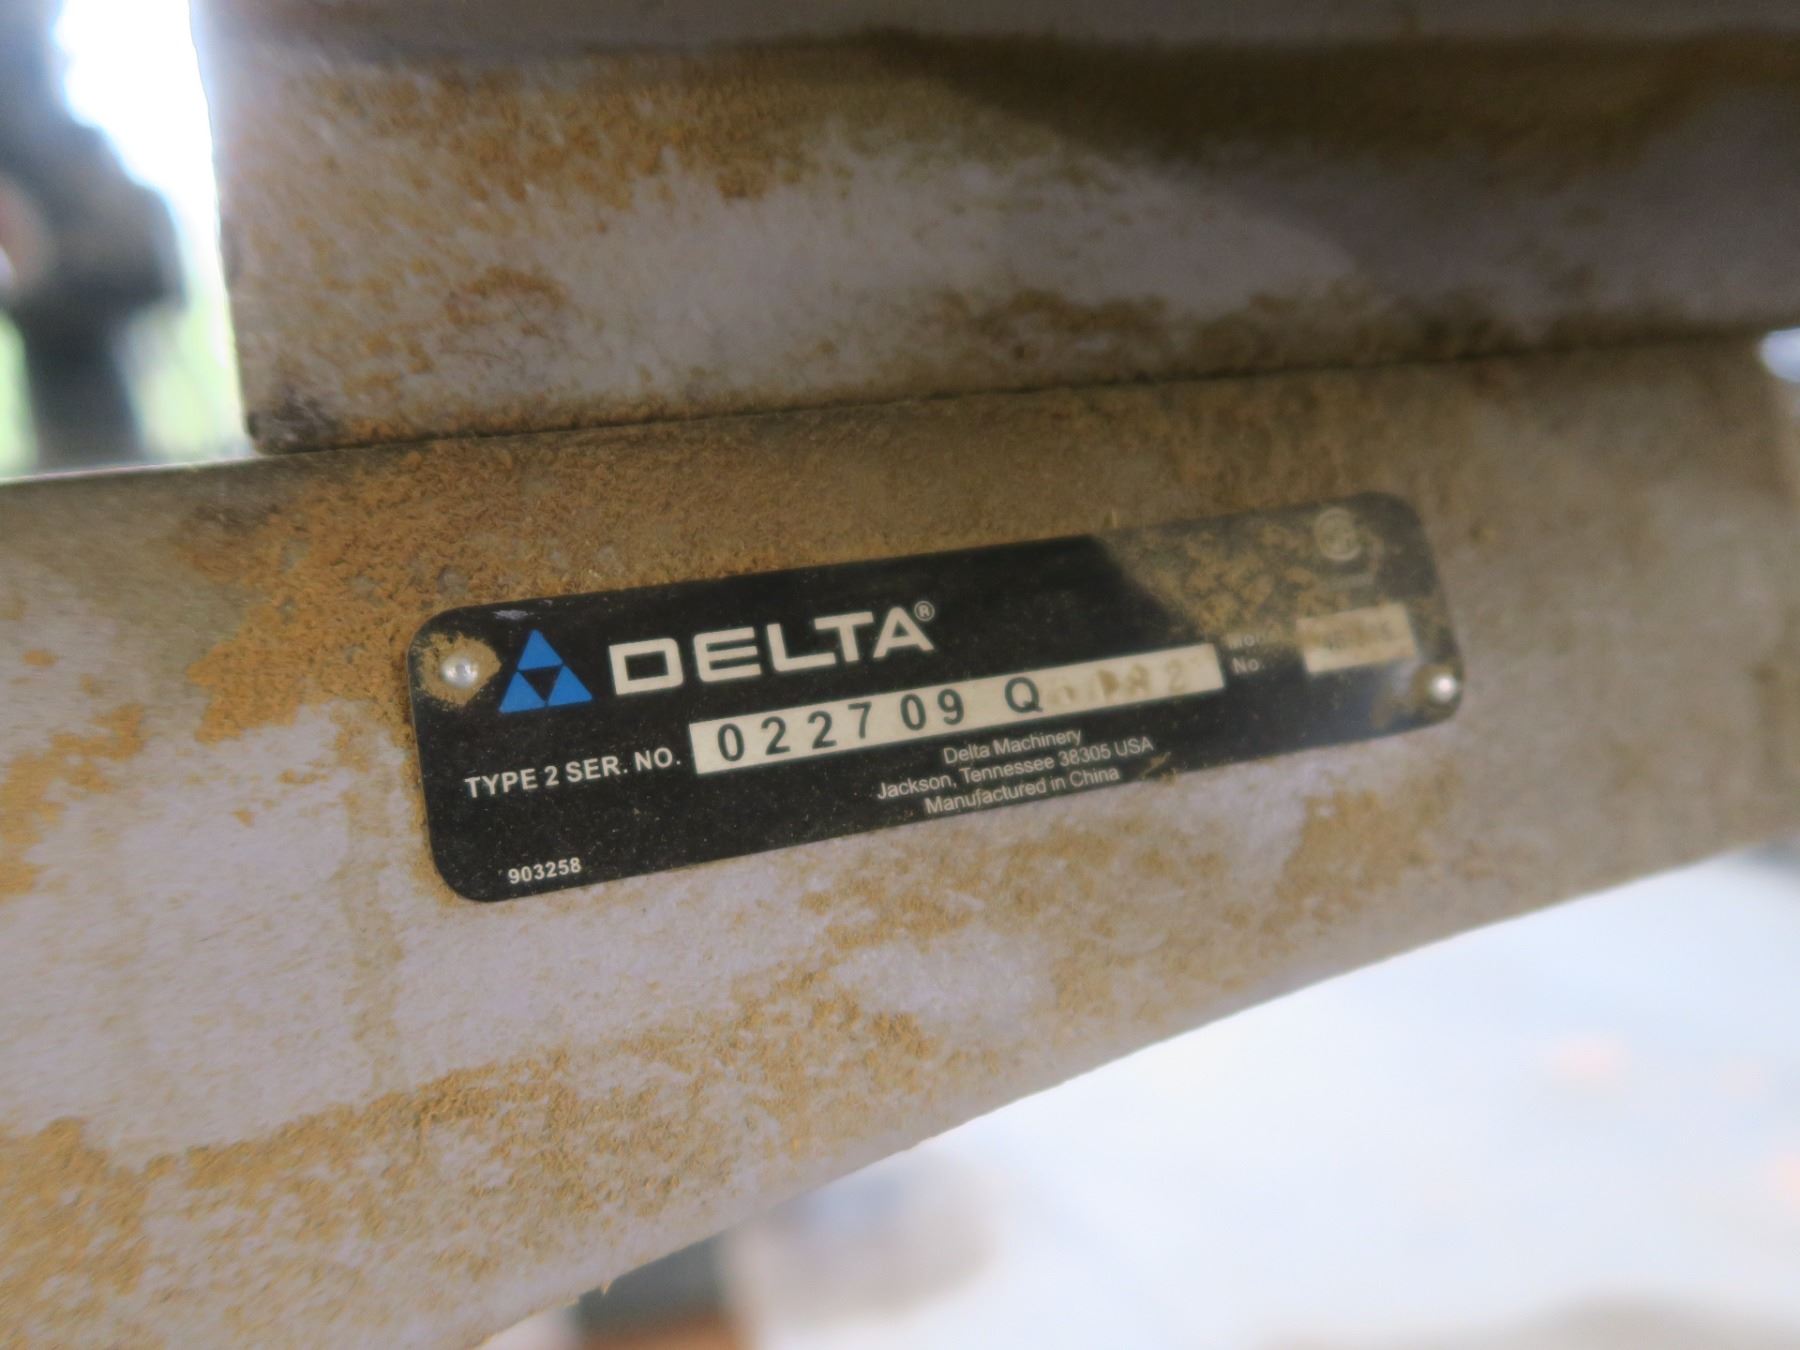 DELTA®
TYPE 2 SER. NO. 022709 Q
No.
Delta Machinery
Jackson, Tennessee 38305 USA
Manufactured in China
903258